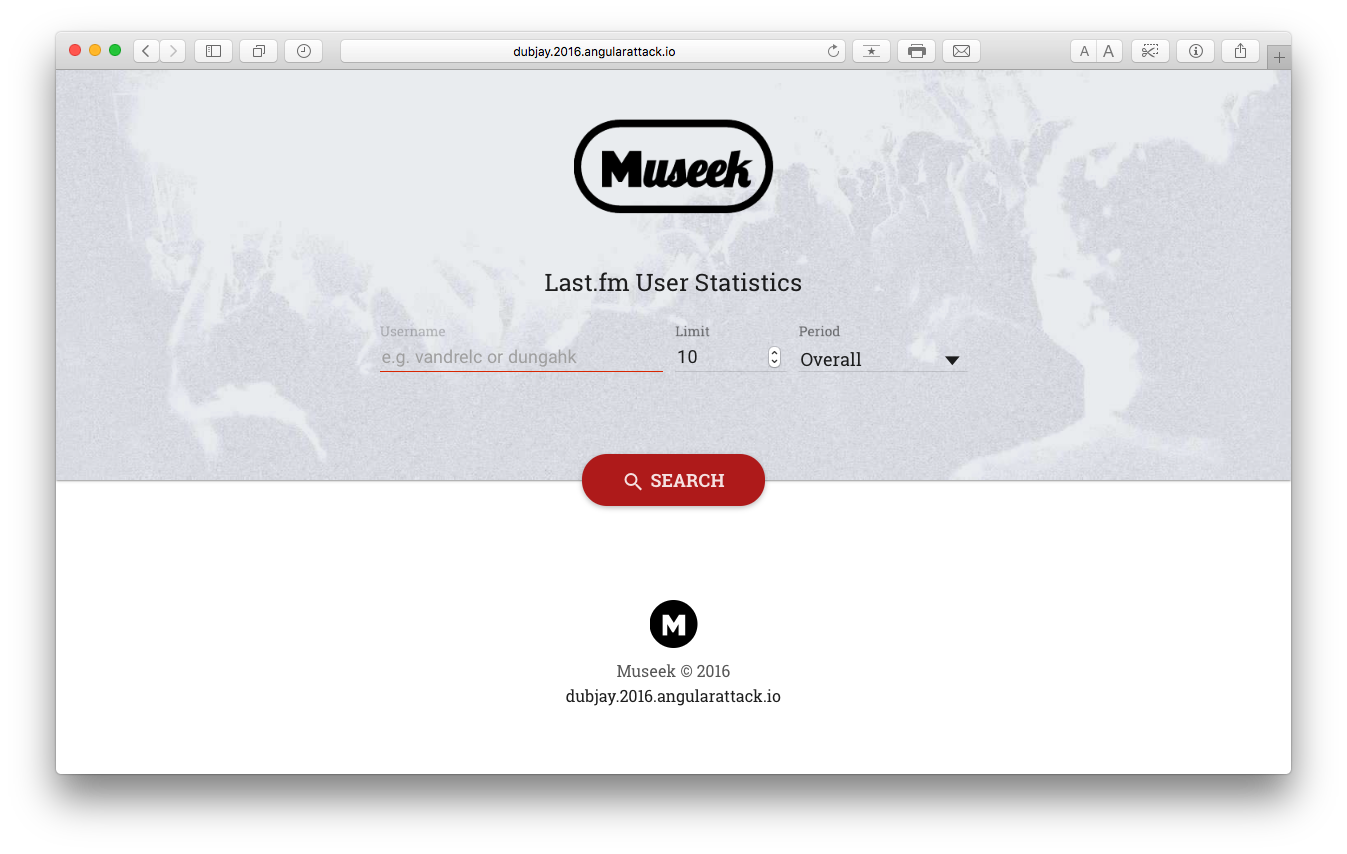 dubjay.2016.angularattack.io
A A
Museek
Last.fm User Statistics
Username Limit Period
e.g. vandrelc or dungahk 10 Overall
SEARCH
M
Museek © 2016
dubjay.2016.angularattack.io